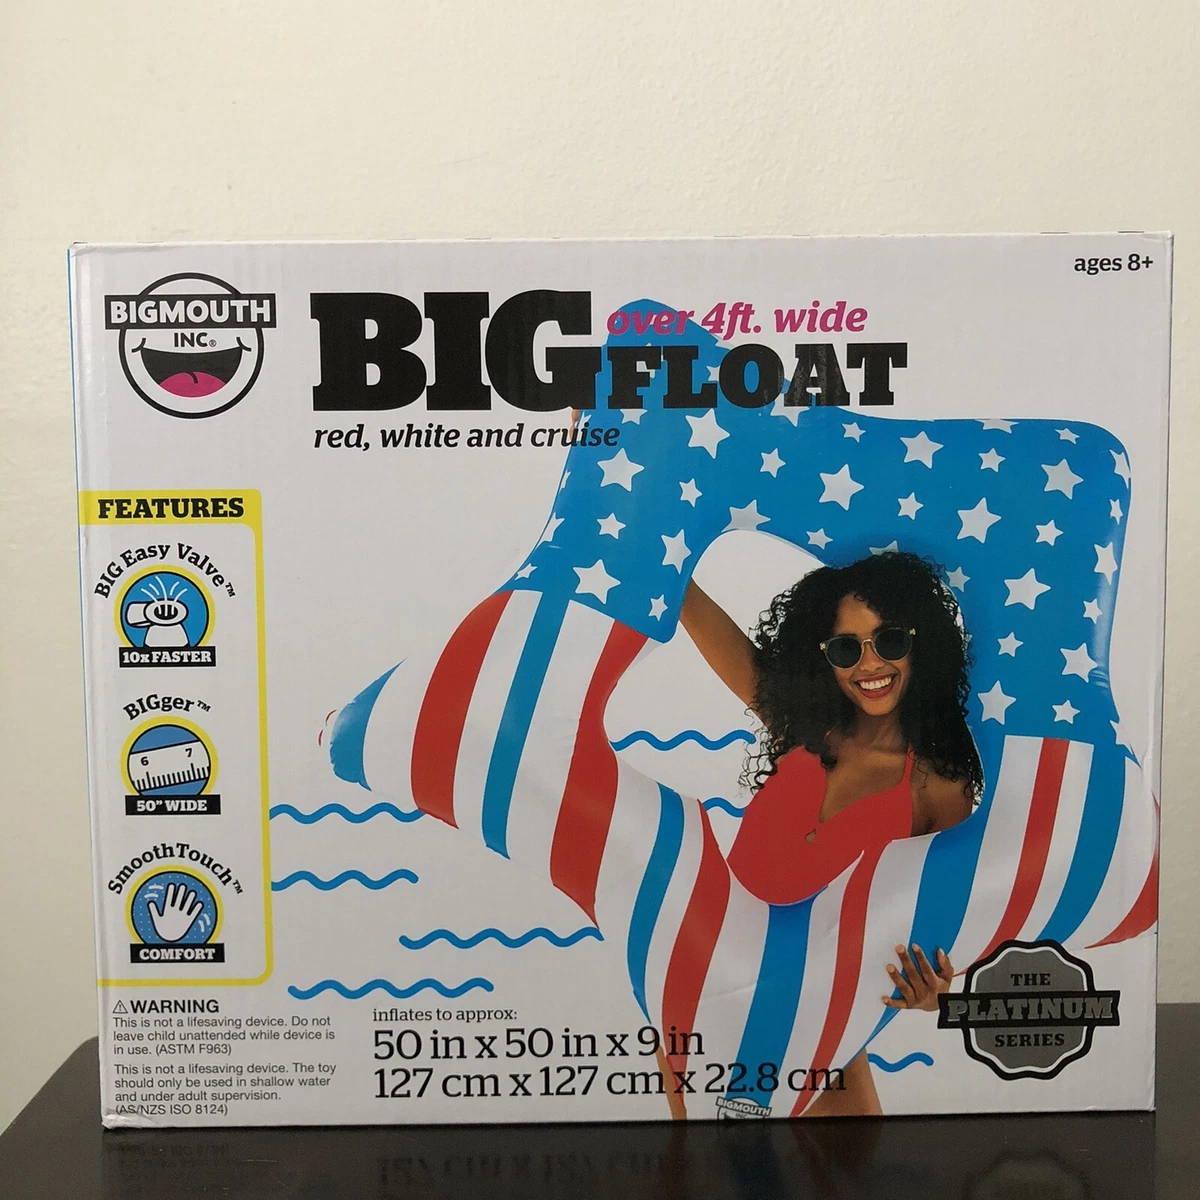 ages 8+
BIGMOUTH
INC®
BIG
over 4ft. wide
FLOAT
red, white and cruise
FEATURES
BIG Easy Valve™
10x FASTER
BIGger™
6 7
50" WIDE
SmoothTouch™
COMFORT
⚠WARNING
This is not a lifesaving device. Do not
leave child unattended while device is
in use. (ASTM F963)
This is not a lifesaving device. The toy
should only be used in shallow water
and under adult supervision.
(AS/NZS ISO 8124)
inflates to approx:
50 in x 50 in x 9 in
127 cm x 127 cm x 22.8 cm
BIGMOUTH
THE
PLATINUM
SERIES